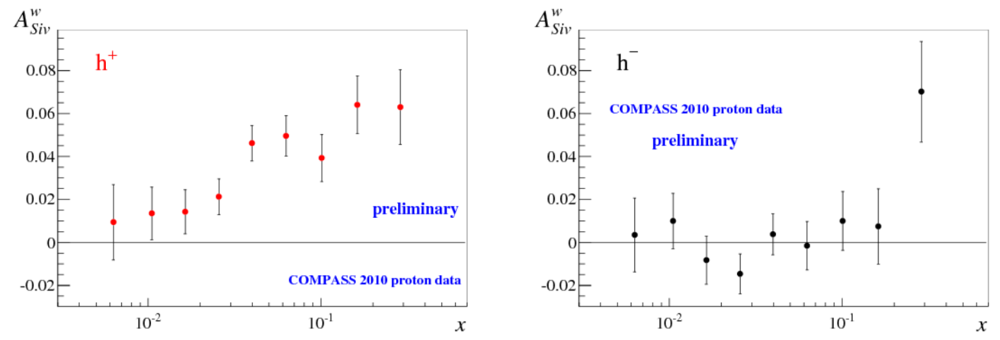 A^w_Siv
h⁺
0.08
0.06
0.04
0.02
0
-0.02
preliminary
COMPASS 2010 proton data
10⁻²
10⁻¹
x
A^w_Siv
h⁻
0.08
0.06
0.04
0.02
0
-0.02
COMPASS 2010 proton data
preliminary
10⁻²
10⁻¹
x